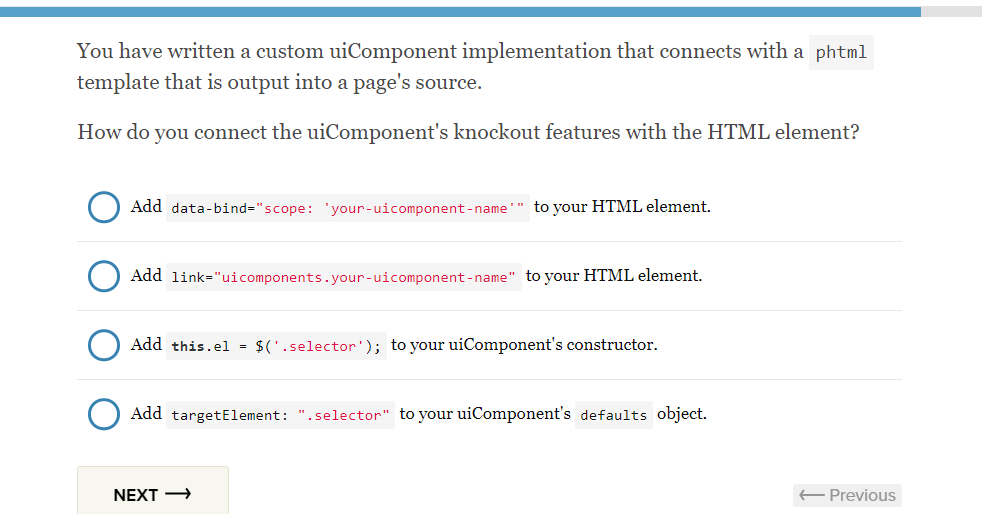 You have written a custom uiComponent implementation that connects with a phtml
template that is output into a page's source.
How do you connect the uiComponent's knockout features with the HTML element?
Add data-bind="scope: 'your-uicomponent-name'" to your HTML element.
Add link="uicomponents.your-uicomponent-name" to your HTML element.
Add this.el = $('.selector'); to your uiComponent's constructor.
Add targetElement: ".selector" to your uiComponent's defaults object.
NEXT ⟶
⟵ Previous